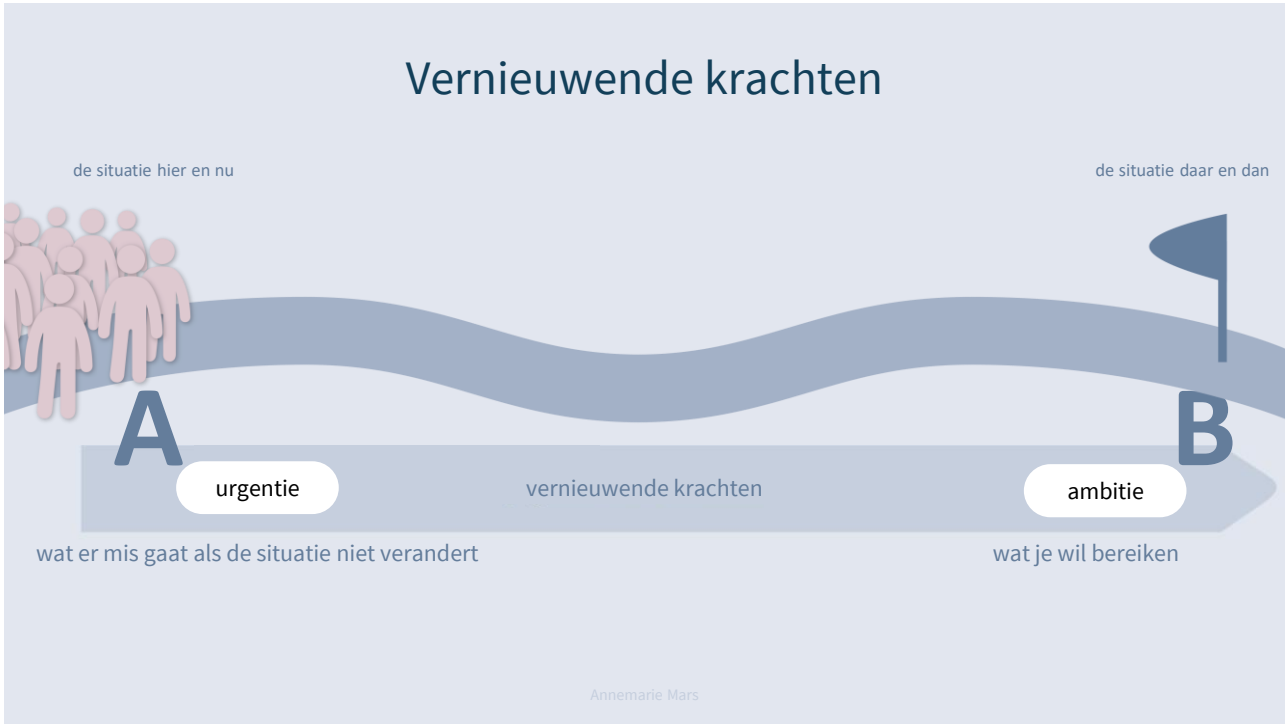 Vernieuwende krachten
de situatie hier en nu
de situatie daar en dan
A
B
urgentie
vernieuwende krachten
ambitie
wat er mis gaat als de situatie niet verandert
wat je wil bereiken
Annemarie Mars